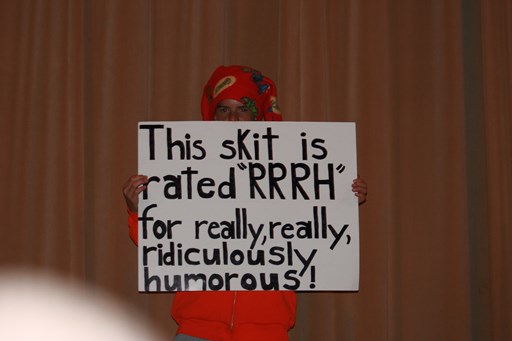 This skit is
rated "RRRH"
for really, really,
ridiculously
humorous!